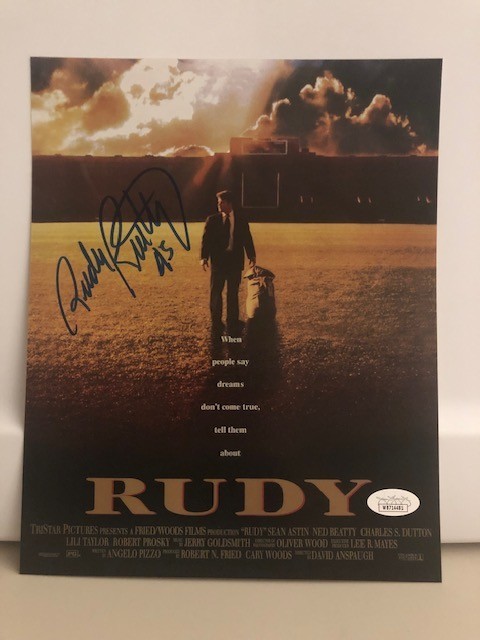 Rudy Ruettiger
45
When
people say
dreams
don't come true,
tell them
about
RUDY
TRISTAR PICTURES PRESENTS A FRIED/WOODS FILMS PRODUCTION "RUDY" SEAN ASTIN NED BEATTY CHARLES S. DUTTON
LILI TAYLOR ROBERT PROSKY JERRY GOLDSMITH OLIVER WOOD LEE R. MAYES
ANGELO PIZZO ROBERT N. FRIED CARY WOODS DAVID ANSPAUGH